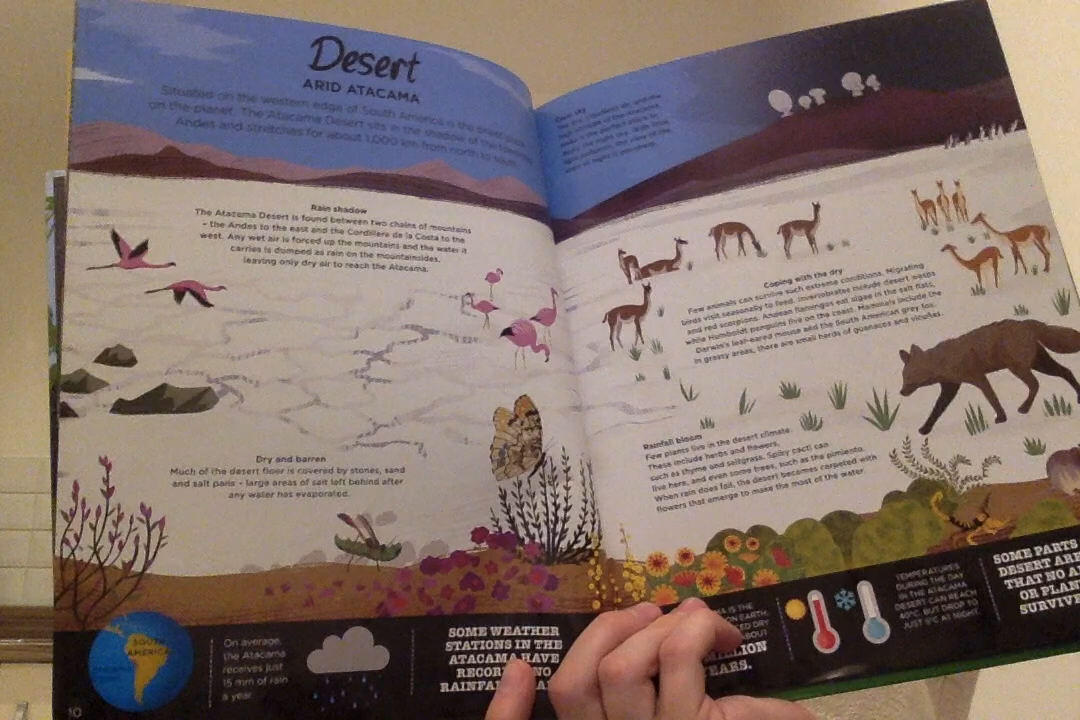 Desert
ARID ATACAMA
Situated on the western edge of South America is the driest place
on the planet. The Atacama Desert sits in the shadow of the
Andes and stretches for about 1,000 km from north to south.
Rain shadow
The Atacama Desert is found between two chains of mountains
– the Andes to the east and the Cordillera de la Costa to the
west. Any wet air is forced up the mountains and the water it
carries is dumped as rain on the mountainsides,
leaving only dry air to reach the Atacama.
Dry and barren
Much of the desert floor is covered by stones, sand
and salt pans – large areas of salt left behind after
any water has evaporated.
SOUTH
AMERICA
10
On average,
the Atacama
receives just
15 mm of rain
a year.
SOME WEATHER
STATIONS IN THE
ATACAMA HAVE
NO
Coping with the dry
Few animals can survive such extreme conditions. Migrating
birds visit seasonally to feed. Invertebrates include desert wasps
and red scorpions. Andean flamingos eat algae in the salt flats,
while Humboldt penguins live on the coast. Mammals include the
Darwin's leaf-eared mouse and the South American grey fox.
In grassy areas, there are small herds of guanacos and vicuñas.
Rainfall bloom
Few plants live in the desert climate.
These include herbs and flowers,
such as thyme and saltgrass. Spiky cacti can
live here, and even some trees, such as the pimiento.
When rain does fall, the desert becomes carpeted with
flowers that emerge to make the most of the water.
IS THE
ON EARTH.
DRY
ABOUT
YEARS.
TEMPERATURES
DURING THE DAY
IN THE ATACAMA
DESERT CAN REACH
40°C, BUT DROP TO
JUST 5°C AT NIGHT.
SOME PARTS
DESERT ARE
THAT NO
OR
SURVIVE